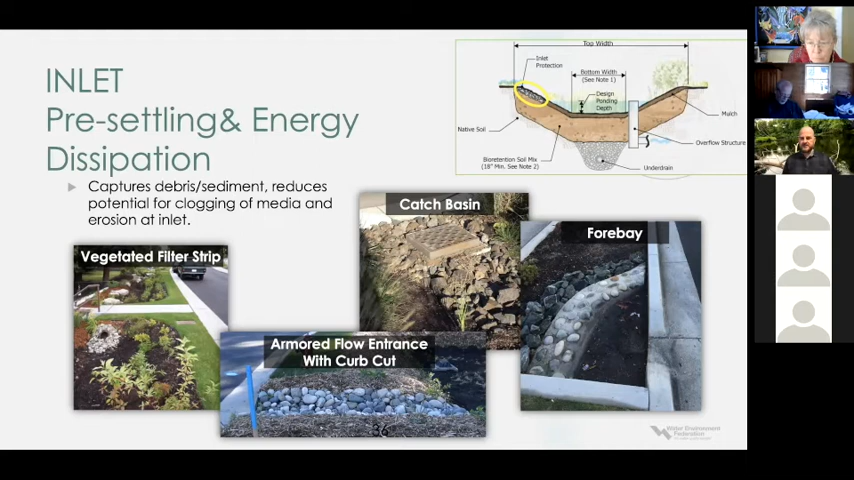 INLET
Pre-settling& Energy
Dissipation
Captures debris/sediment, reduces
potential for clogging of media and
erosion at inlet.
Top Width
Inlet
Protection
Bottom Width
(See Note 1)
Design
Ponding
Depth
Mulch
Native Soil
Overflow Structure
Bioretention Soil Mix
(18" Min. See Note 2)
Underdrain
Catch Basin
Forebay
Vegetated Filter Strip
Armored Flow Entrance
With Curb Cut
36
Water Environment
Federation